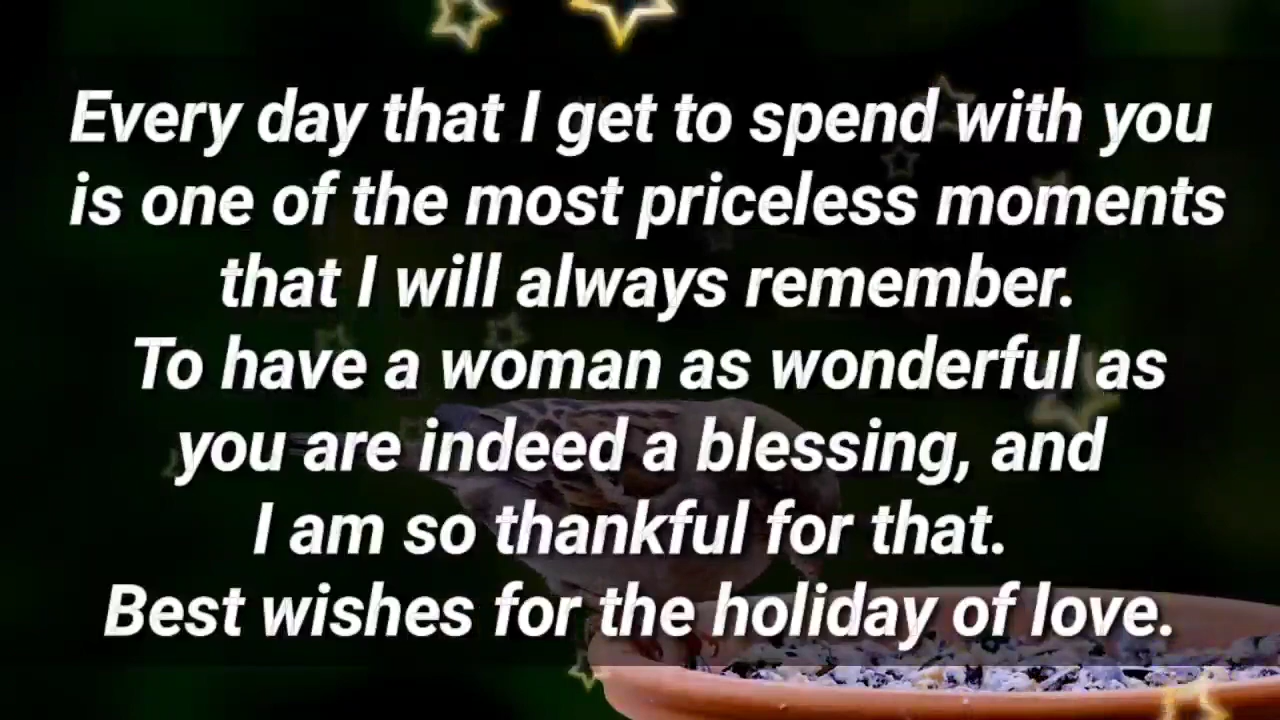 Every day that I get to spend with you
is one of the most priceless moments
that I will always remember.
To have a woman as wonderful as
you are indeed a blessing, and
I am so thankful for that.
Best wishes for the holiday of love.